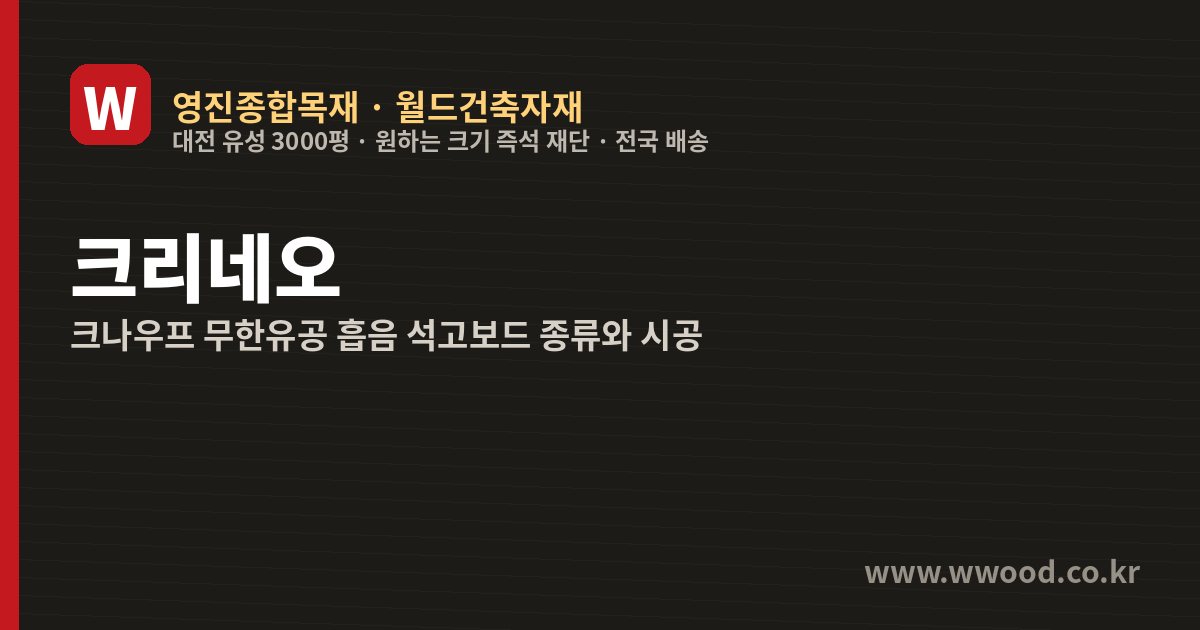 W
영진종합목재 · 월드건축자재
대전 유성 3000평 · 원하는 크기 즉석 재단 · 전국 배송
크리네오
크나우프 무한유공 흡음 석고보드 종류와 시공
www.wwood.co.kr